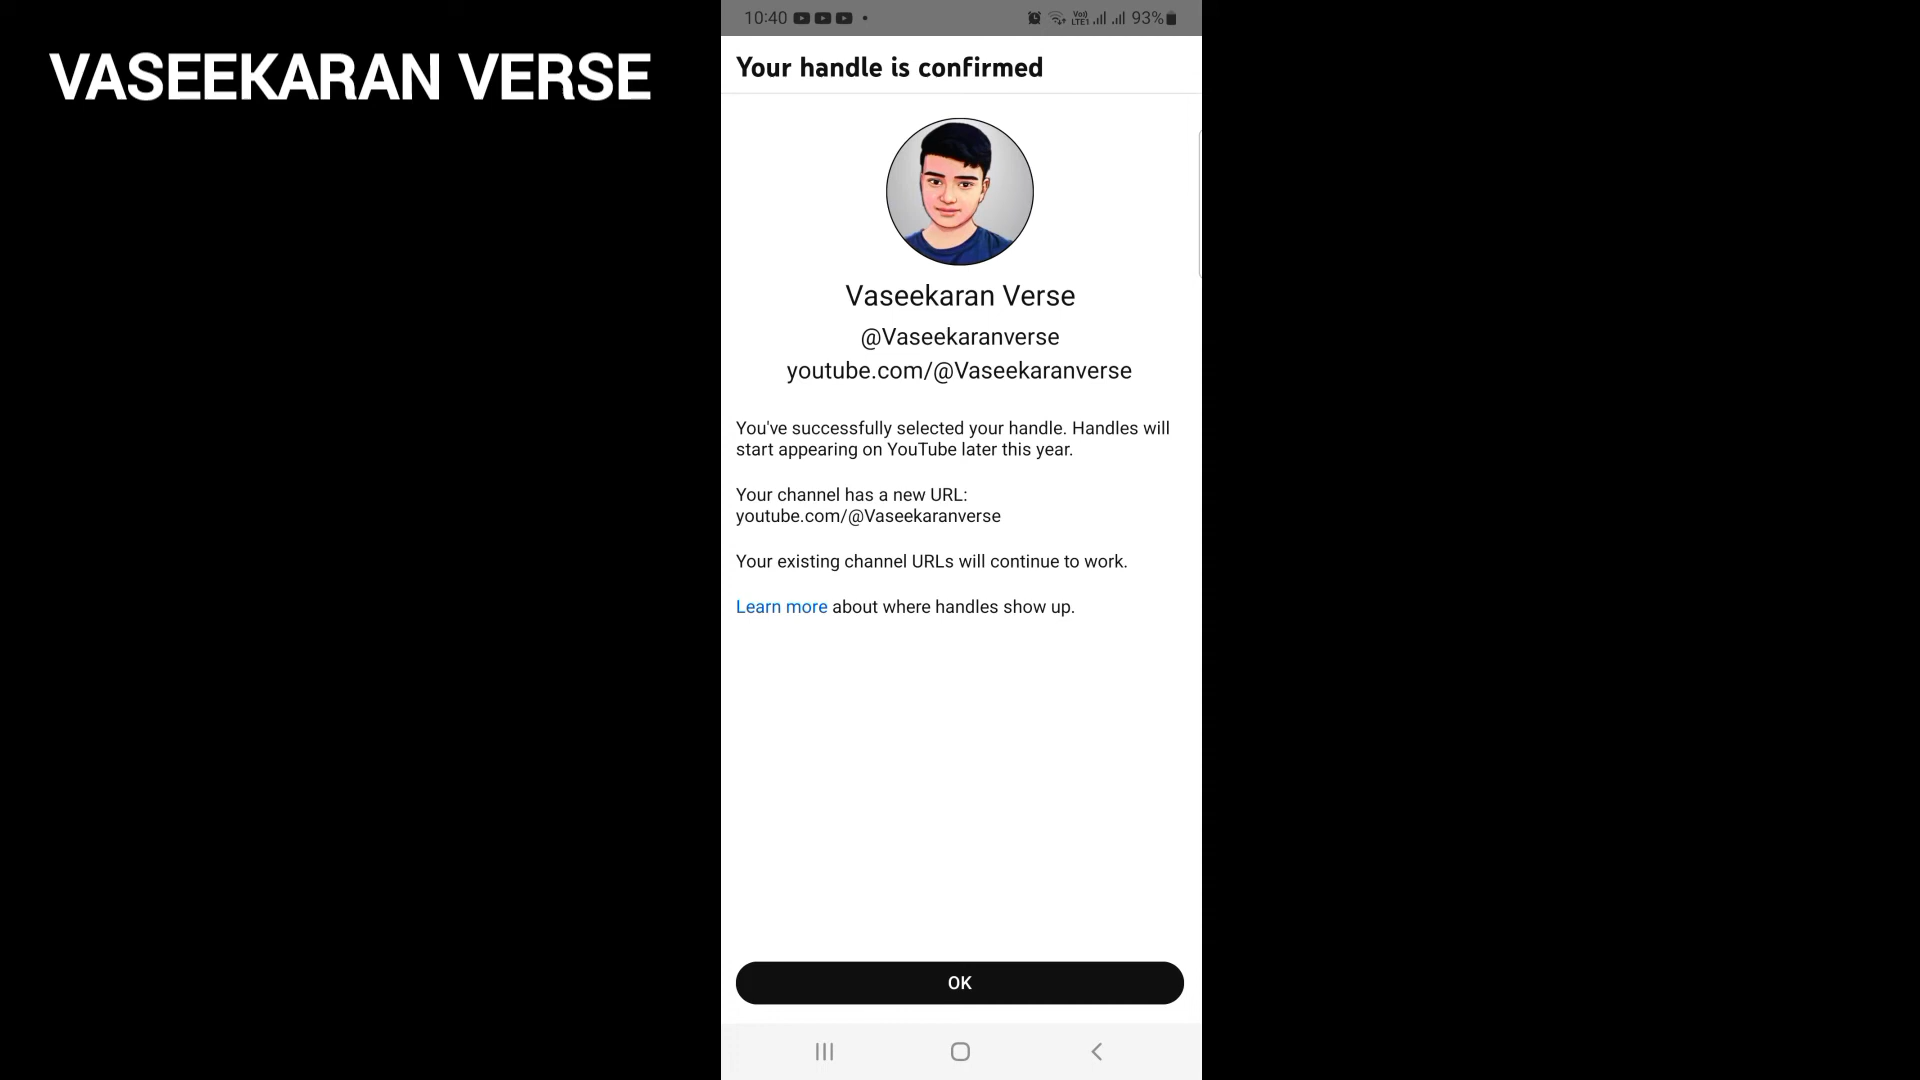 VASEEKARAN VERSE
10:40
Vo)) LTE1 93%
Your handle is confirmed
Vaseekaran Verse
@Vaseekaranverse
youtube.com/@Vaseekaranverse
You've successfully selected your handle. Handles will
start appearing on YouTube later this year.
Your channel has a new URL:
youtube.com/@Vaseekaranverse
Your existing channel URLs will continue to work.
Learn more about where handles show up.
OK